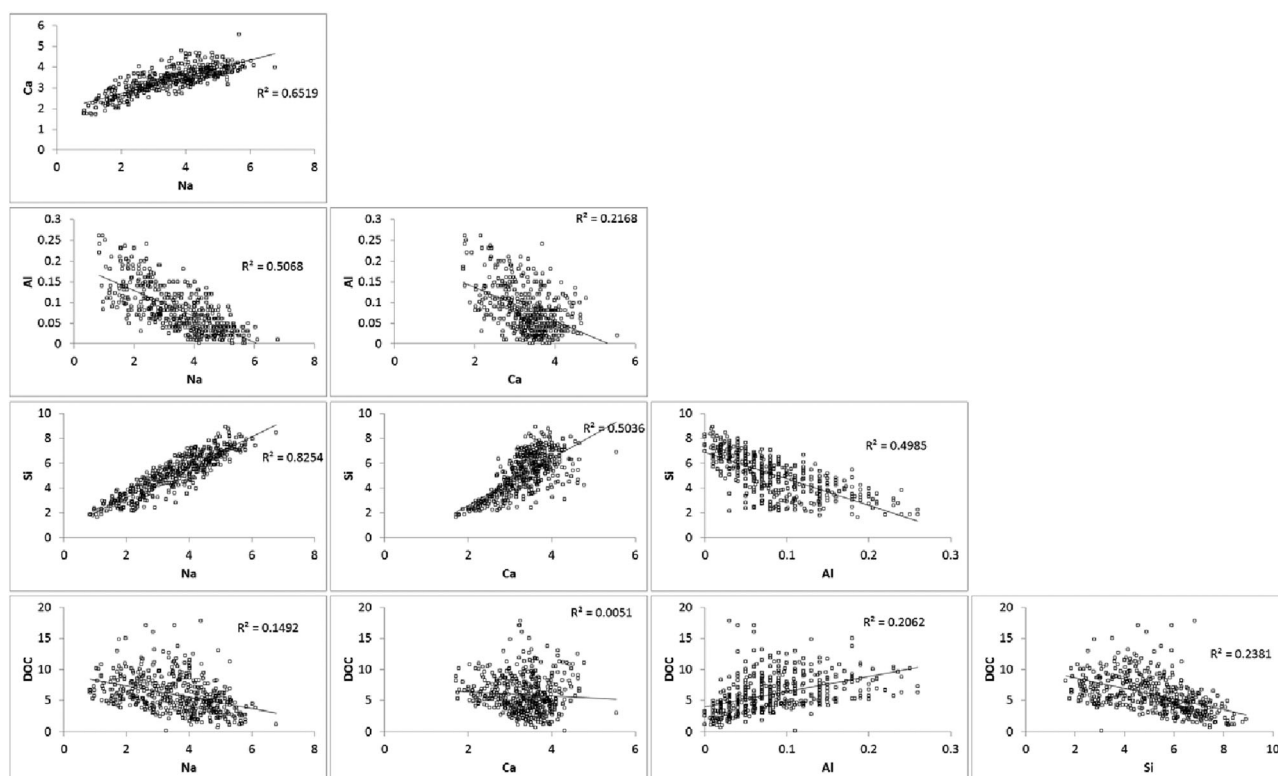 6
5
4
3
2
1
0
Ca
R² = 0.6519
0 2 4 6 8
Na
0.3
0.25
0.2
0.15
0.1
0.05
0
Al
R² = 0.5068
0 2 4 6 8
Na
0.3
0.25
0.2
0.15
0.1
0.05
0
Al
R² = 0.2168
0 2 4 6
Ca
10
8
6
4
2
0
Si
R² = 0.8254
0 2 4 6 8
Na
10
8
6
4
2
0
Si
R² = 0.5036
0 2 4 6
Ca
10
8
6
4
2
0
Si
R² = 0.4985
0 0.1 0.2 0.3
Al
20
15
10
5
0
DOC
R² = 0.1492
0 2 4 6 8
Na
20
15
10
5
0
DOC
R² = 0.0051
0 2 4 6
Ca
20
15
10
5
0
DOC
R² = 0.2062
0 0.1 0.2 0.3
Al
20
15
10
5
0
DOC
R² = 0.2381
0 2 4 6 8 10
Si